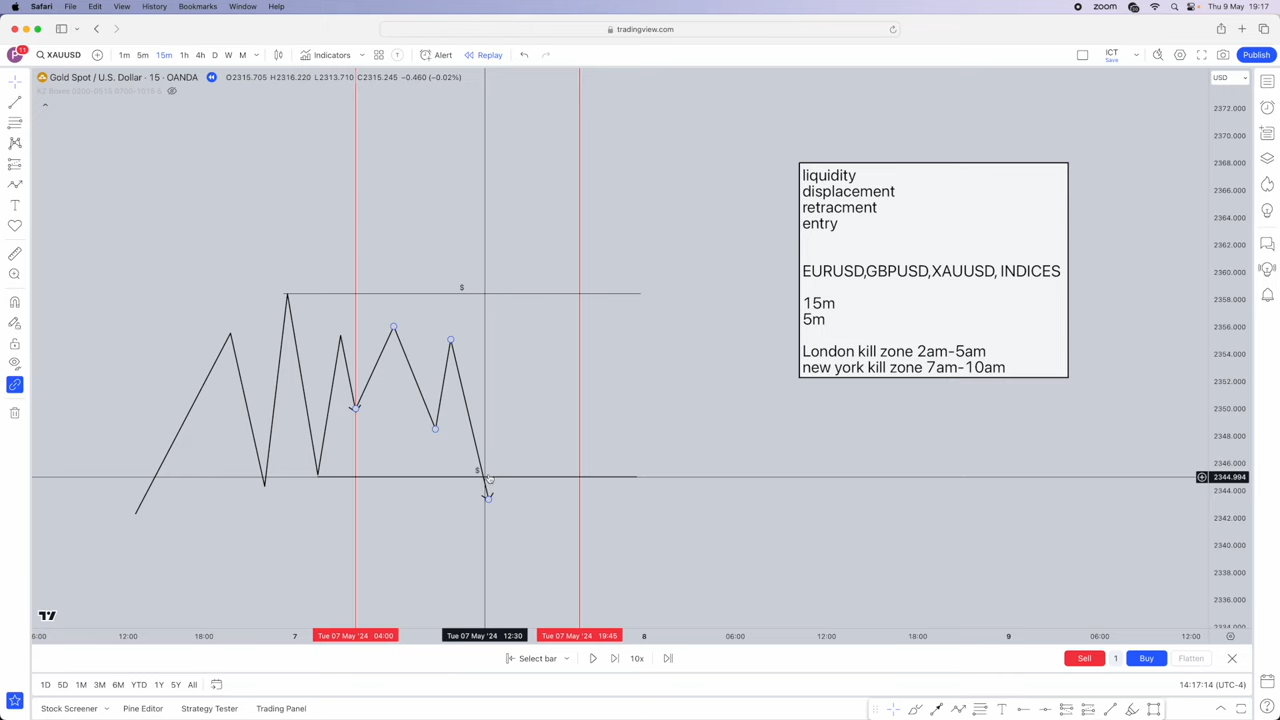 Safari File Edit View History Bookmarks Window Help zoom Thu 9 May 19:17
tradingview.com
11 XAUUSD 1m 5m 15m 1h 4h D W M Indicators Alert Replay ICT Save Publish
Gold Spot / U.S. Dollar · 15 · OANDA O2315.705 H2316.220 L2313.710 C2315.245 −0.460 (−0.02%) USD
2372.000
2370.000
2368.000
2366.000
2364.000
2362.000
2360.000
2358.000
2356.000
2354.000
2352.000
2350.000
2348.000
2346.000
2344.994
2344.000
2342.000
2340.000
2338.000
2336.000
2334.000
liquidity
displacement
retracment
entry
EURUSD,GBPUSD,XAUUSD, INDICES
15m
5m
London kill zone 2am-5am
new york kill zone 7am-10am
$
$
6:00 12:00 18:00 7 Tue 07 May '24 04:00 Tue 07 May '24 12:30 Tue 07 May '24 19:45 8 06:00 12:00 18:00 9 06:00 12:00
Select bar 10x Sell 1 Buy Flatten
1D 5D 1M 3M 6M YTD 1Y 5Y All 14:17:14 (UTC-4)
Stock Screener Pine Editor Strategy Tester Trading Panel